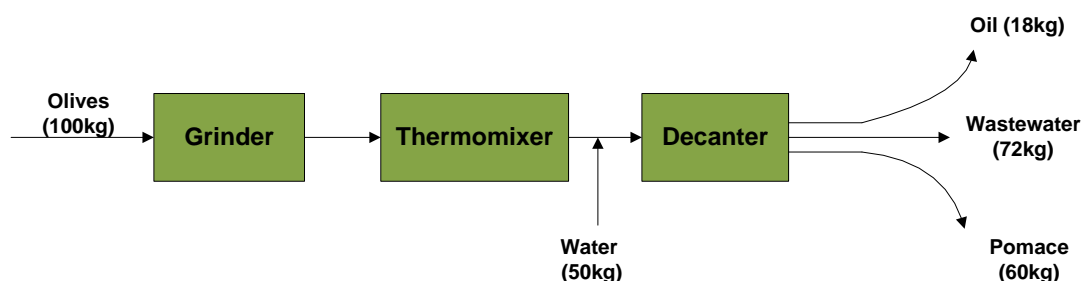 Oil (18kg)
Olives
(100kg)
Grinder
Thermomixer
Decanter
Wastewater
(72kg)
Water
(50kg)
Pomace
(60kg)